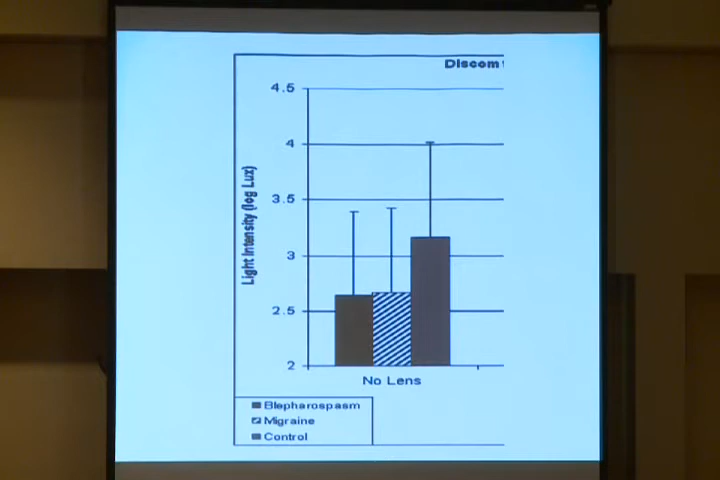 Discom
4.5
4
3.5
3
2.5
2
Light Intensity (log Lux)
No Lens
Blepharospasm
Migraine
Control